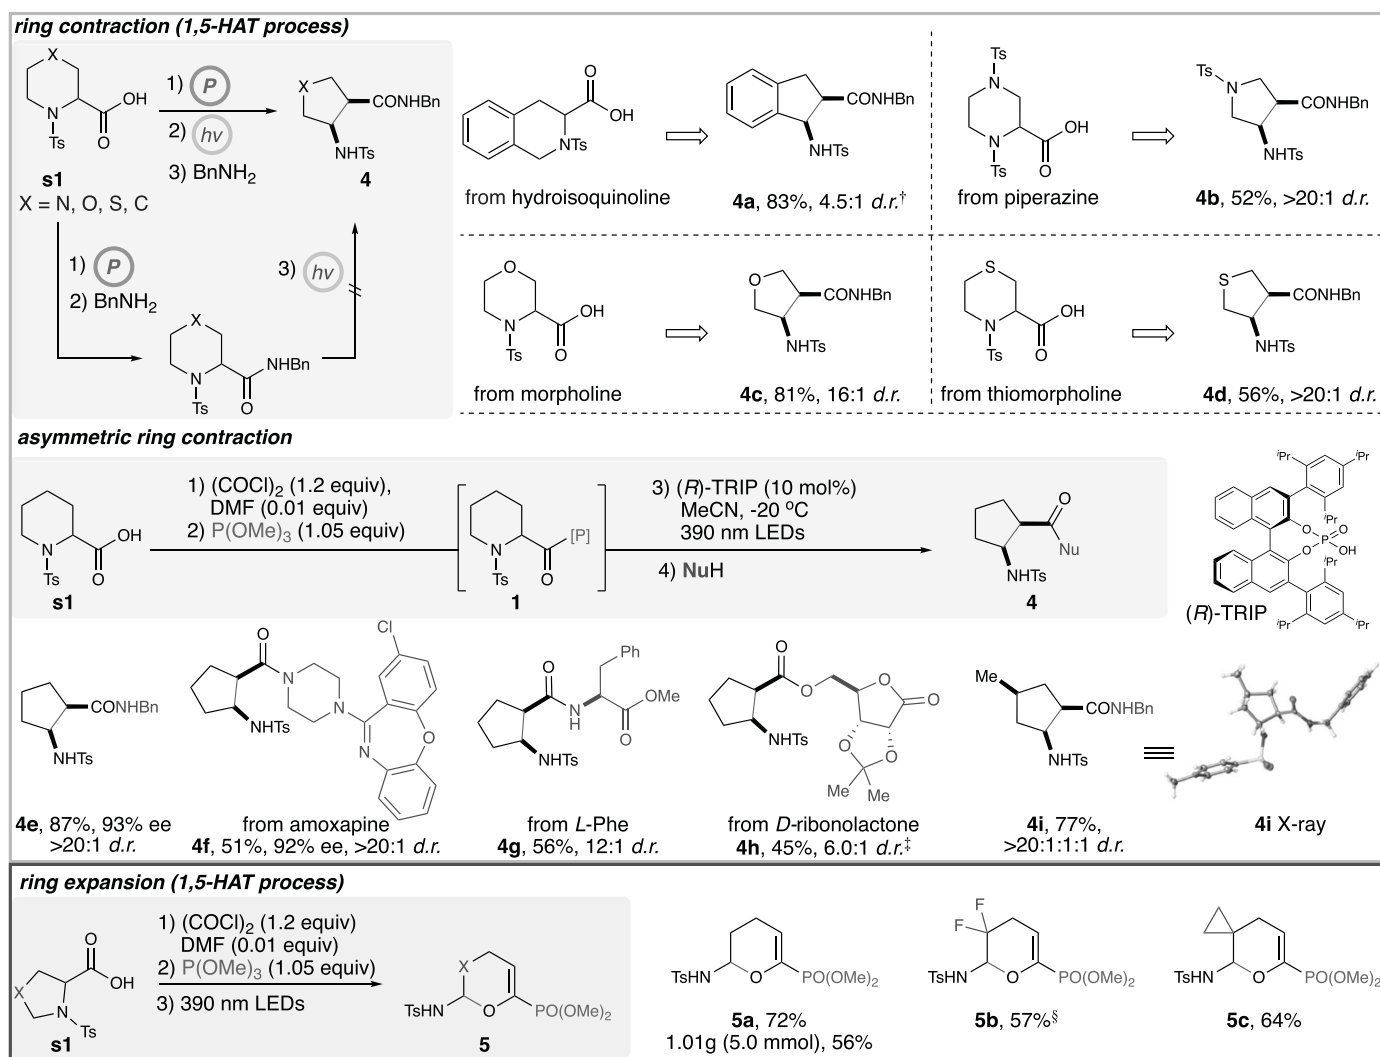 ring contraction (1,5-HAT process)
X
N
Ts
OH
O
s1
X = N, O, S, C
1) P
2) hv
3) BnNH2
X
CONHBn
NHTs
4
1) P
2) BnNH2
3) hv
X
N
Ts
NHBn
O
O
OH
NTs
from hydroisoquinoline
CONHBn
NHTs
4a, 83%, 4.5:1 d.r.†
Ts
N
N
Ts
OH
O
from piperazine
Ts
N
CONHBn
NHTs
4b, 52%, >20:1 d.r.
O
N
Ts
OH
O
from morpholine
O
CONHBn
NHTs
4c, 81%, 16:1 d.r.
S
N
Ts
OH
O
from thiomorpholine
S
CONHBn
NHTs
4d, 56%, >20:1 d.r.
asymmetric ring contraction
N
Ts
OH
O
s1
1) (COCl)2 (1.2 equiv),
DMF (0.01 equiv)
2) P(OMe)3 (1.05 equiv)
N
Ts
[P]
O
1
3) (R)-TRIP (10 mol%)
MeCN, -20 °C
390 nm LEDs
4) NuH
O
Nu
NHTs
4
iPr
iPr
iPr
O
O
P
O
OH
iPr
iPr
iPr
(R)-TRIP
CONHBn
NHTs
4e, 87%, 93% ee
>20:1 d.r.
O
N
N
NHTs
Cl
N
O
from amoxapine
4f, 51%, 92% ee, >20:1 d.r.
O
N
H
Ph
OMe
O
NHTs
from L-Phe
4g, 56%, 12:1 d.r.
O
O
O
O
NHTs
O
O
Me
Me
from D-ribonolactone
4h, 45%, 6.0:1 d.r.‡
Me
CONHBn
NHTs
4i, 77%,
>20:1:1:1 d.r.
4i X-ray
ring expansion (1,5-HAT process)
X
N
Ts
O
OH
s1
1) (COCl)2 (1.2 equiv)
DMF (0.01 equiv)
2) P(OMe)3 (1.05 equiv)
3) 390 nm LEDs
X
TsHN
O
PO(OMe)2
5
TsHN
O
PO(OMe)2
5a, 72%
1.01g (5.0 mmol), 56%
F
F
TsHN
O
PO(OMe)2
5b, 57%§
TsHN
O
PO(OMe)2
5c, 64%